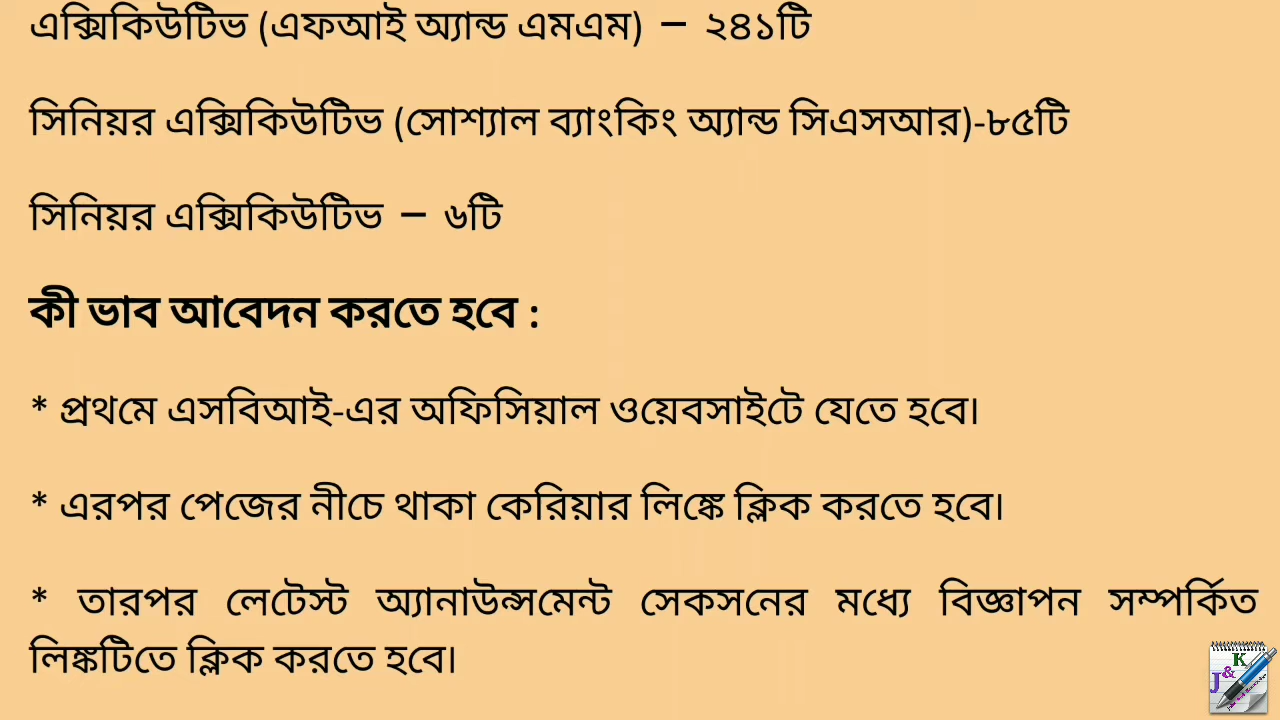 এক্সিকিউটিভ (এফআই অ্যান্ড এমএম) – ২৪১টি
সিনিয়র এক্সিকিউটিভ (সোশ্যাল ব্যাংকিং অ্যান্ড সিএসআর)-৮৫টি
সিনিয়র এক্সিকিউটিভ – ৬টি
কী ভাব আবেদন করতে হবে :
* প্রথমে এসবিআই-এর অফিসিয়াল ওয়েবসাইটে যেতে হবে।
* এরপর পেজের নীচে থাকা কেরিয়ার লিঙ্কে ক্লিক করতে হবে।
* তারপর লেটেস্ট অ্যানাউন্সমেন্ট সেকসনের মধ্যে বিজ্ঞাপন সম্পর্কিত
লিঙ্কটিতে ক্লিক করতে হবে।
J&K